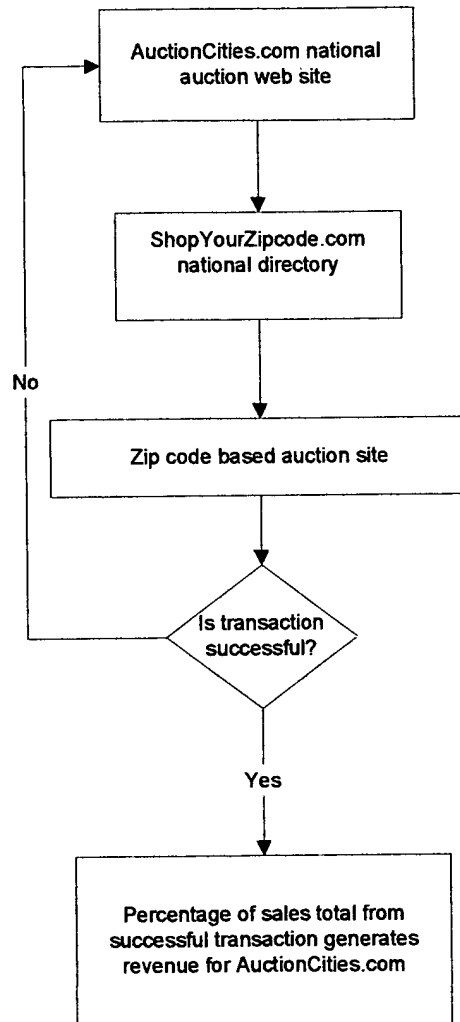 AuctionCities.com national
auction web site
ShopYourZipcode.com
national directory
No
Zip code based auction site
Is transaction
successful?
Yes
Percentage of sales total from
successful transaction generates
revenue for AuctionCities.com